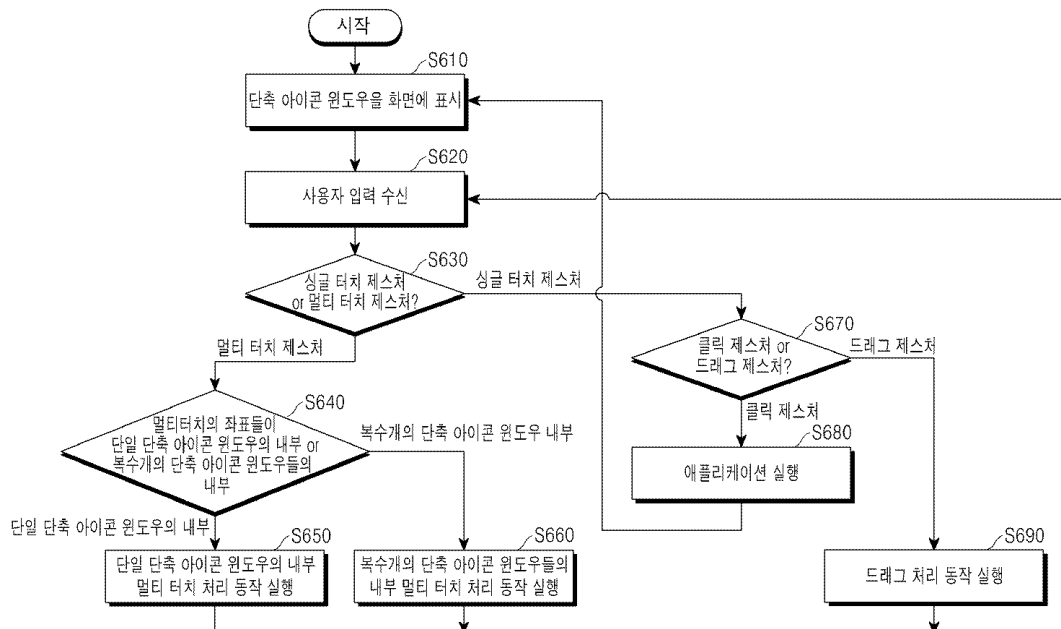 시작
S610
단축 아이콘 윈도우을 화면에 표시
S620
사용자 입력 수신
S630
싱글 터치 제스처
or 멀티 터치 제스처?
싱글 터치 제스처
멀티 터치 제스처
S670
클릭 제스처 or
드래그 제스처?
드래그 제스처
클릭 제스처
S640
멀티터치의 좌표들이
단일 단축 아이콘 윈도우의 내부 or
복수개의 단축 아이콘 윈도우들의
내부
복수개의 단축 아이콘 윈도우 내부
단일 단축 아이콘 윈도우의 내부
S680
애플리케이션 실행
S650
단일 단축 아이콘 윈도우의 내부
멀티 터치 처리 동작 실행
S660
복수개의 단축 아이콘 윈도우들의
내부 멀티 터치 처리 동작 실행
S690
드래그 처리 동작 실행